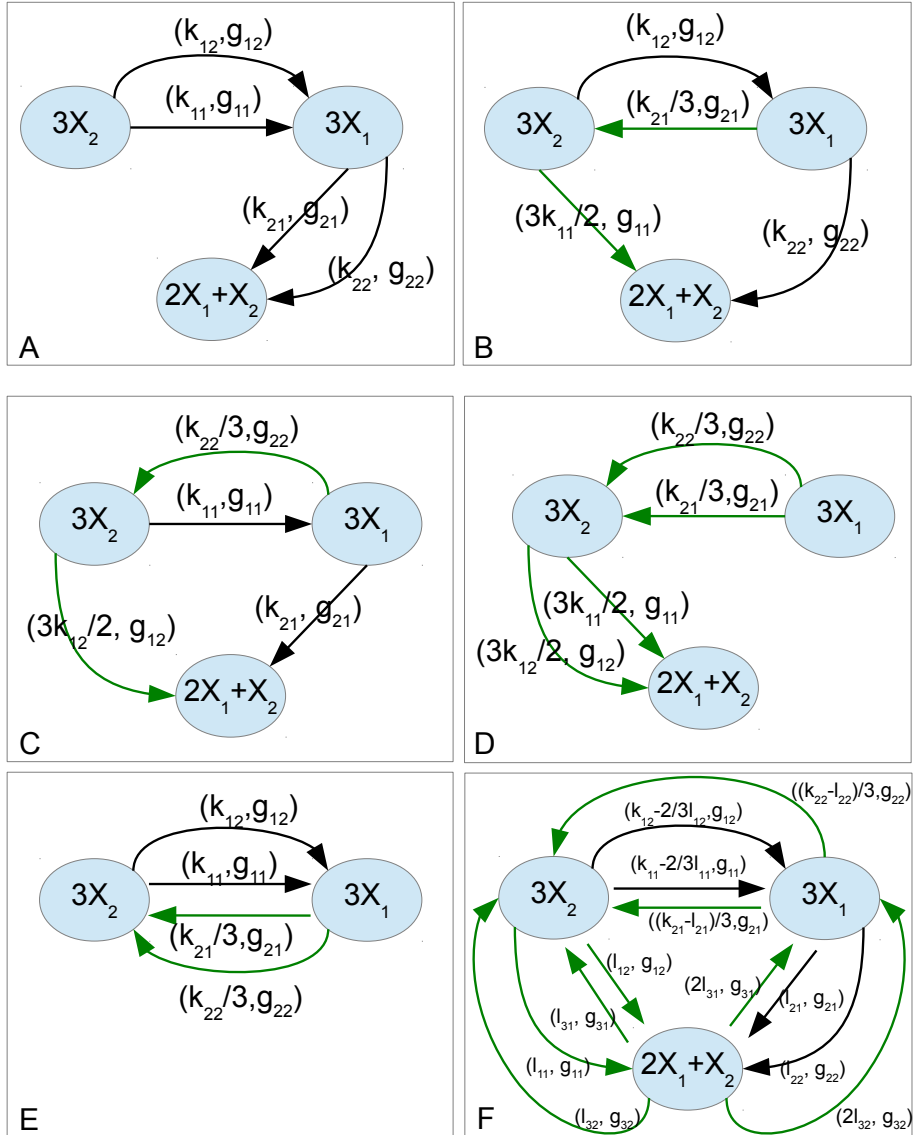 (k₁₂,g₁₂)
(k₁₁,g₁₁)
3X₂
3X₁
(k₂₁, g₂₁)
(k₂₂, g₂₂)
2X₁+X₂
A
(k₁₂,g₁₂)
(k₂₁/3,g₂₁)
3X₂
3X₁
(3k₁₁/2, g₁₁)
(k₂₂, g₂₂)
2X₁+X₂
B
(k₂₂/3,g₂₂)
(k₁₁,g₁₁)
3X₂
3X₁
(3k₁₂/2, g₁₂)
(k₂₁, g₂₁)
2X₁+X₂
C
(k₂₂/3,g₂₂)
(k₂₁/3,g₂₁)
3X₂
3X₁
(3k₁₁/2, g₁₁)
(3k₁₂/2, g₁₂)
2X₁+X₂
D
(k₁₂,g₁₂)
(k₁₁,g₁₁)
3X₂
3X₁
(k₂₁/3,g₂₁)
(k₂₂/3,g₂₂)
E
((k₂₂-l₂₂)/3,g₂₂)
(k₁₂-2/3l₁₂,g₁₂)
(k₁₁-2/3l₁₁,g₁₁)
3X₂
3X₁
((k₂₁-l₂₁)/3,g₂₁)
(l₁₂, g₁₂)
(2l₃₁, g₃₁)
(l₂₁, g₂₁)
(l₃₁, g₃₁)
2X₁+X₂
(l₁₁, g₁₁)
(l₂₂, g₂₂)
(l₃₂, g₃₂)
(2l₃₂, g₃₂)
F